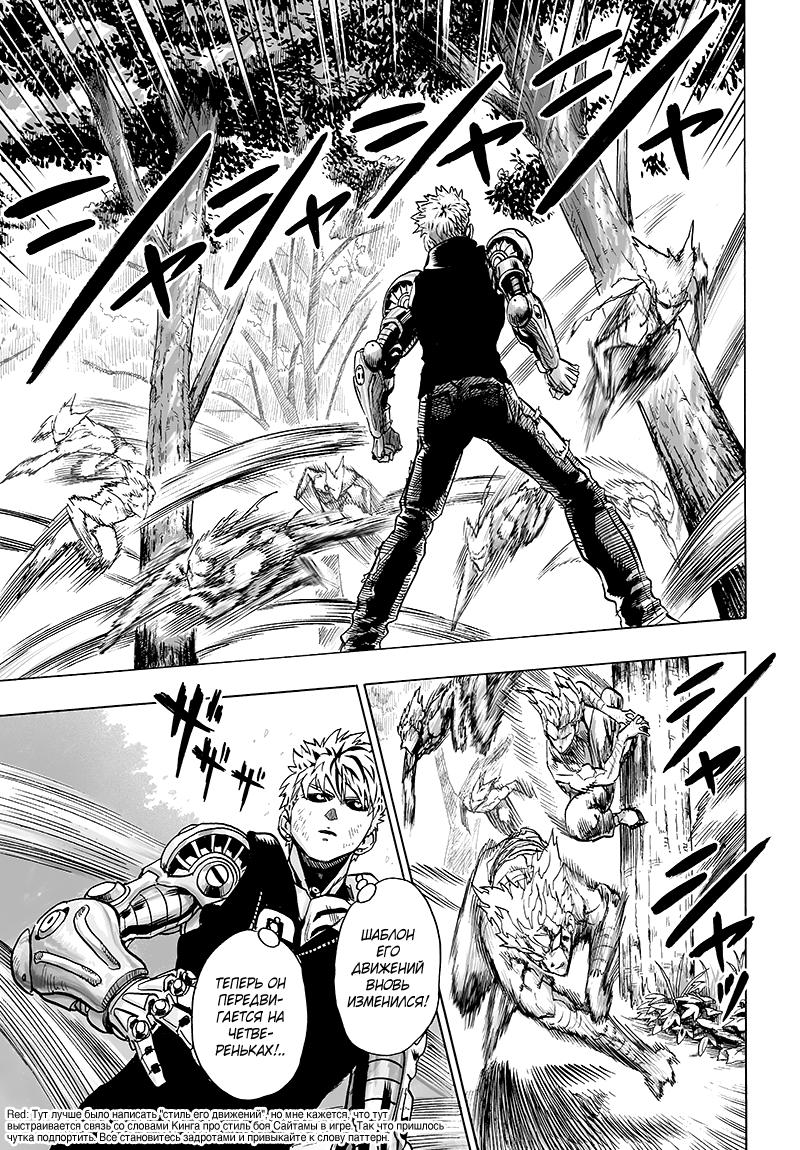 シャ
シャ
シャ
シャ
シャ
シャッ
ザザザザ
ШАБЛОН
ЕГО
ДВИЖЕНИЙ
ВНОВЬ
ИЗМЕНИЛСЯ!
ТЕПЕРЬ ОН
ПЕРЕДВИ-
ГАЕТСЯ НА
ЧЕТВЕ-
РЕНЬКАХ!..
Red: Тут лучше было написать "стиль его движений", но мне кажется, что тут
выстраивается связь со словами Кинга про стиль боя Сайтамы в игре. Так что пришлось
чутка подпортить. Все становитесь задротами и привыкайте к слову паттерн.